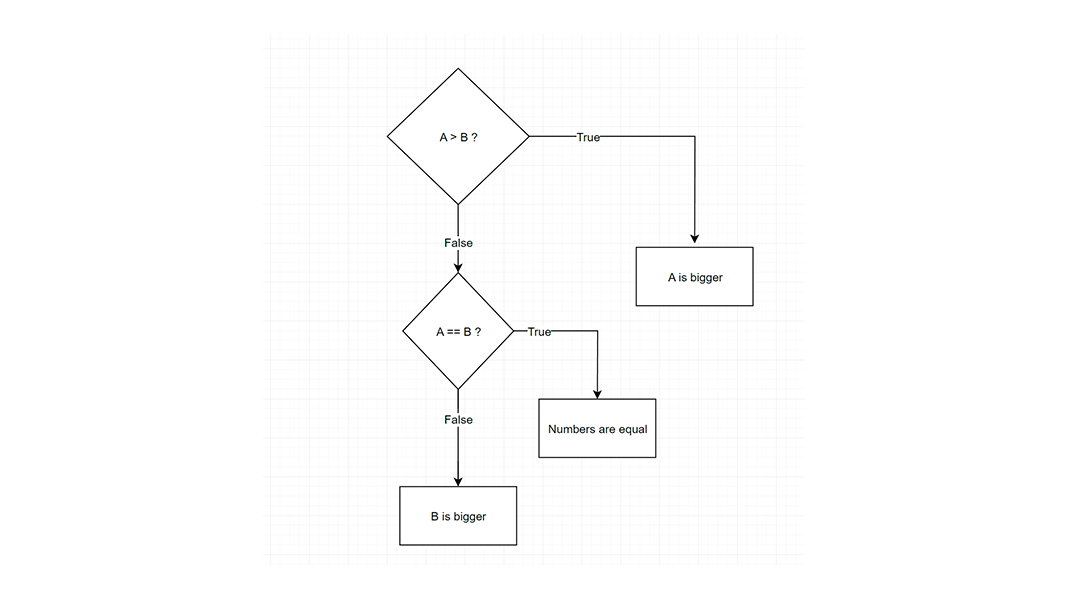 A > B ?
True
False
A is bigger
A == B ?
True
False
Numbers are equal
B is bigger